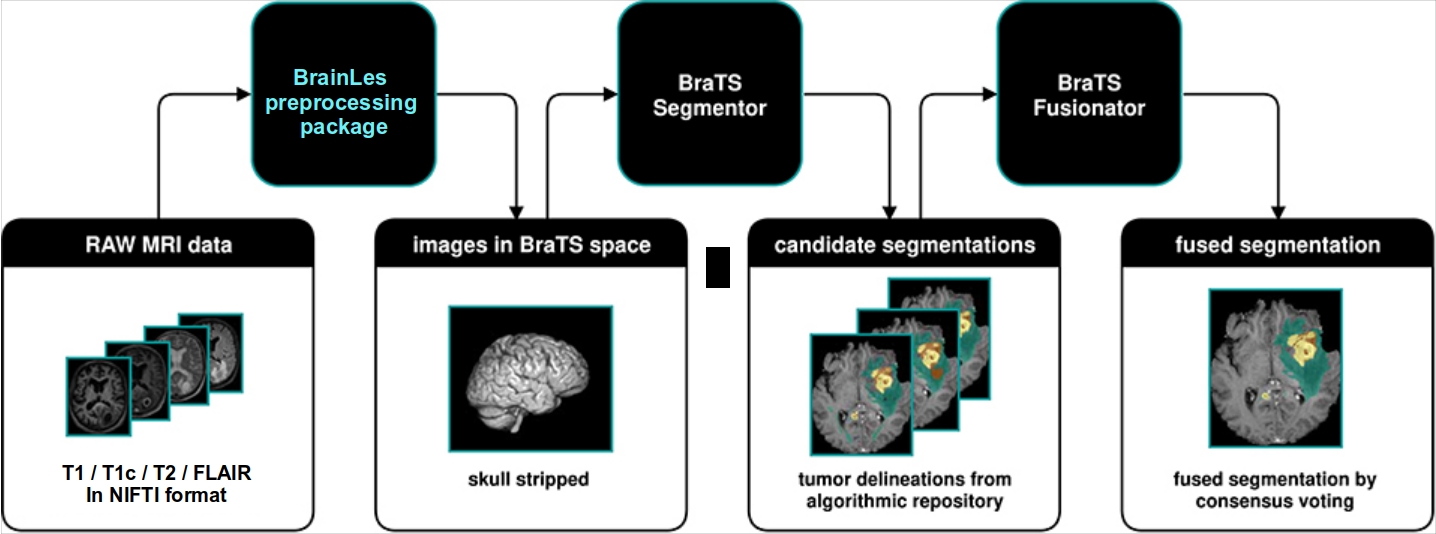 BrainLes
preprocessing
package
BraTS
Segmentor
BraTS
Fusionator
RAW MRI data
T1 / T1c / T2 / FLAIR
In NIFTI format
images in BraTS space
skull stripped
candidate segmentations
tumor delineations from
algorithmic repository
fused segmentation
fused segmentation by
consensus voting